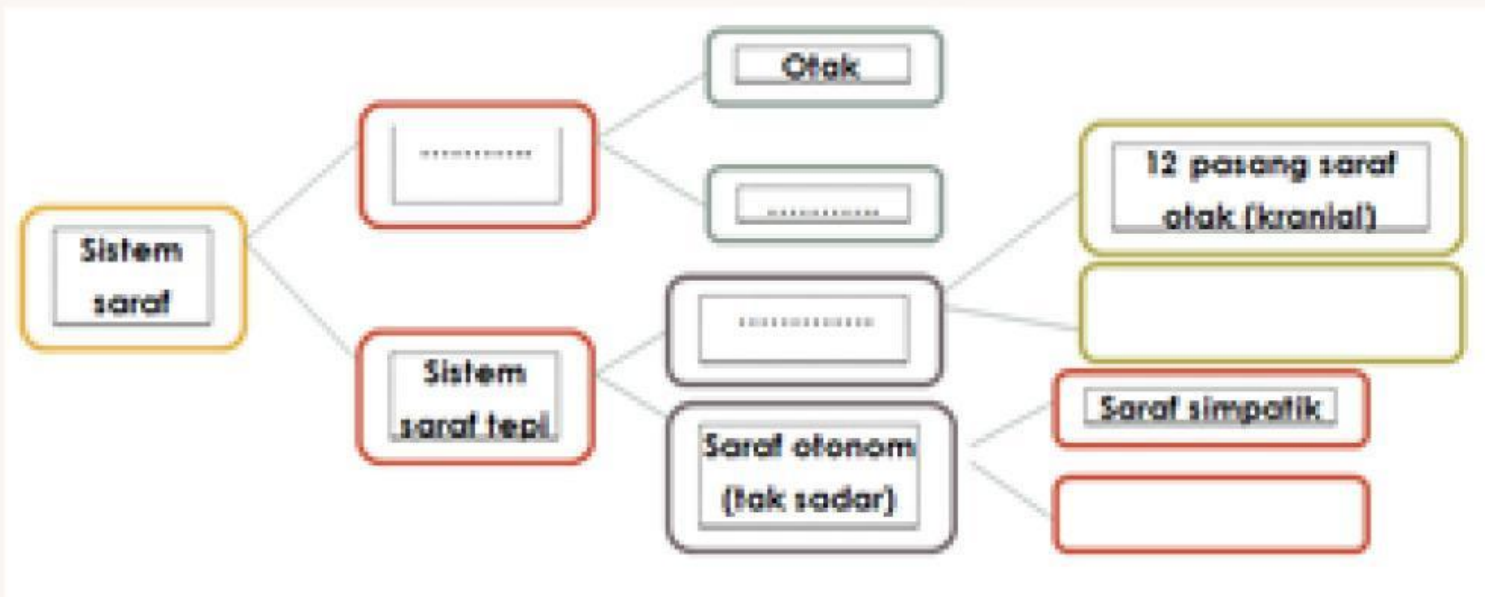 Otak
............
12 pasang saraf
otak (kranial)
............
Sistem
saraf
..............
Sistem
saraf tepi
Saraf simpatik
Saraf otonom
(tak sadar)